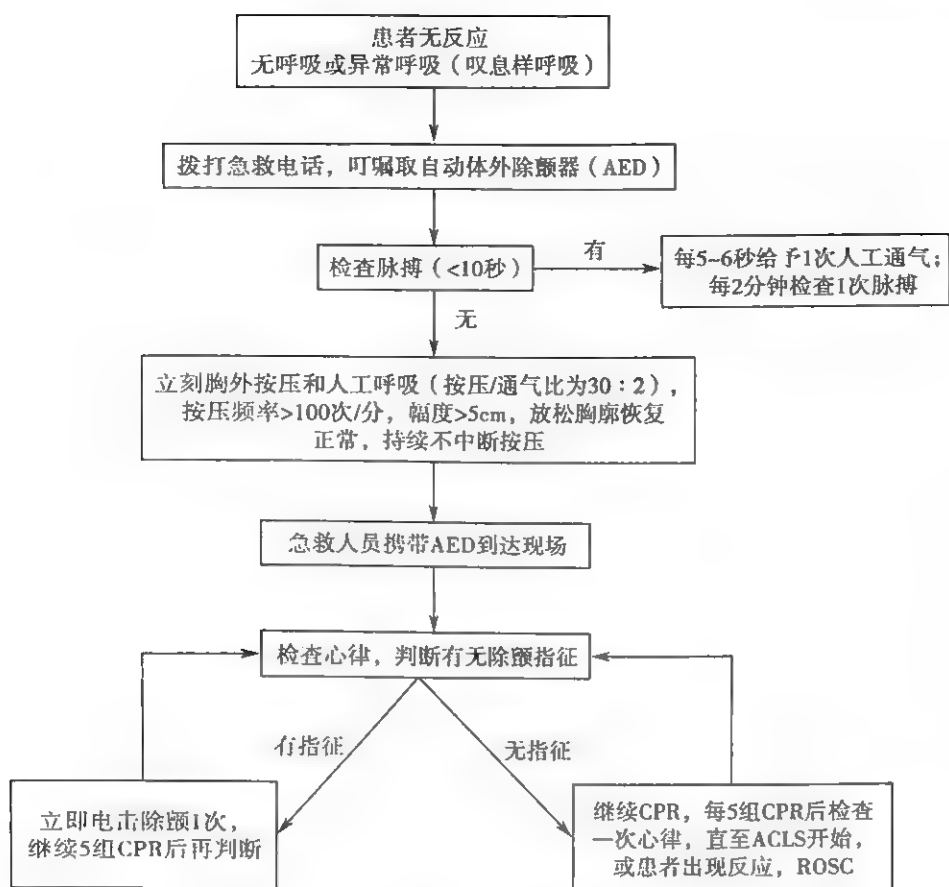 患者无反应
无呼吸或异常呼吸（叹息样呼吸）
拨打急救电话，叮嘱取自动体外除颤器（AED）
检查脉搏（<10秒）
有
每5~6秒给予1次人工通气；
每2分钟检查1次脉搏
无
立刻胸外按压和人工呼吸（按压/通气比为30：2），
按压频率>100次/分，幅度>5cm，放松胸廓恢复
正常，持续不中断按压
急救人员携带AED到达现场
检查心律，判断有无除颤指征
有指征
无指征
立即电击除颤1次，
继续5组CPR后再判断
继续CPR，每5组CPR后检查
一次心律，直至ACLS开始，
或患者出现反应，ROSC